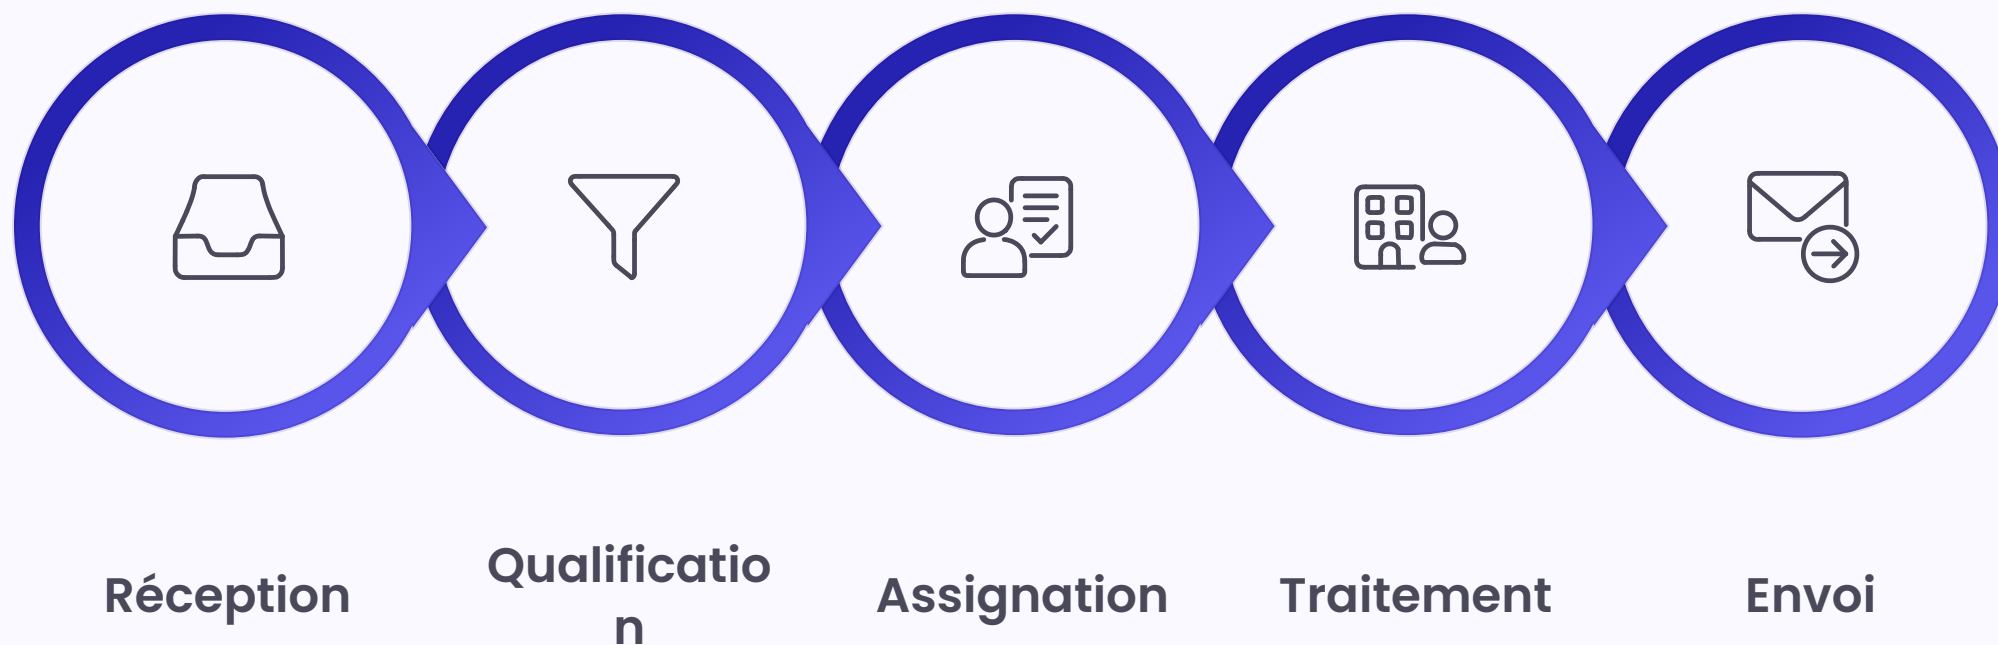 Réception
Qualificatio
n
Assignation
Traitement
Envoi